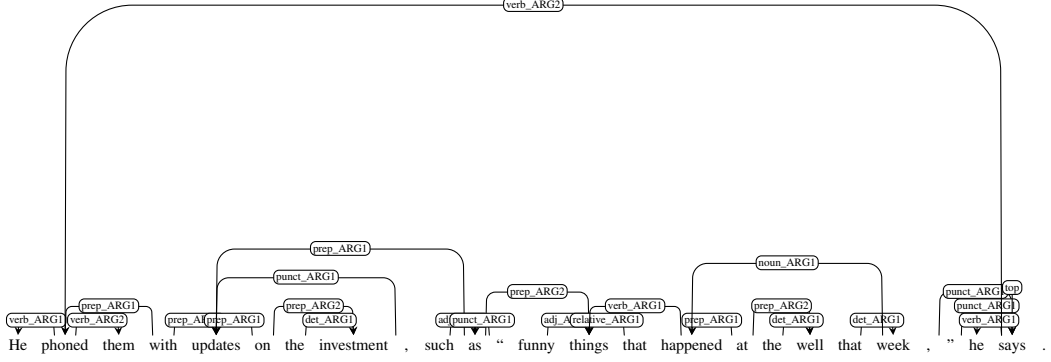 verb_ARG2
prep_ARG1
punct_ARG1
noun_ARG1
top
prep_ARG2 punct_ARG1
prep_ARG1 prep_ARG2 verb_ARG1 prep_ARG2 punct_ARG1
verb_ARG1 verb_ARG2 prep_ARG1 det_ARG1 punct_ARG1 relative_ARG1 prep_ARG1 det_ARG1 det_ARG1 verb_ARG1
He phoned them with updates on the investment , such as “ funny things that happened at the well that week , ” he says .